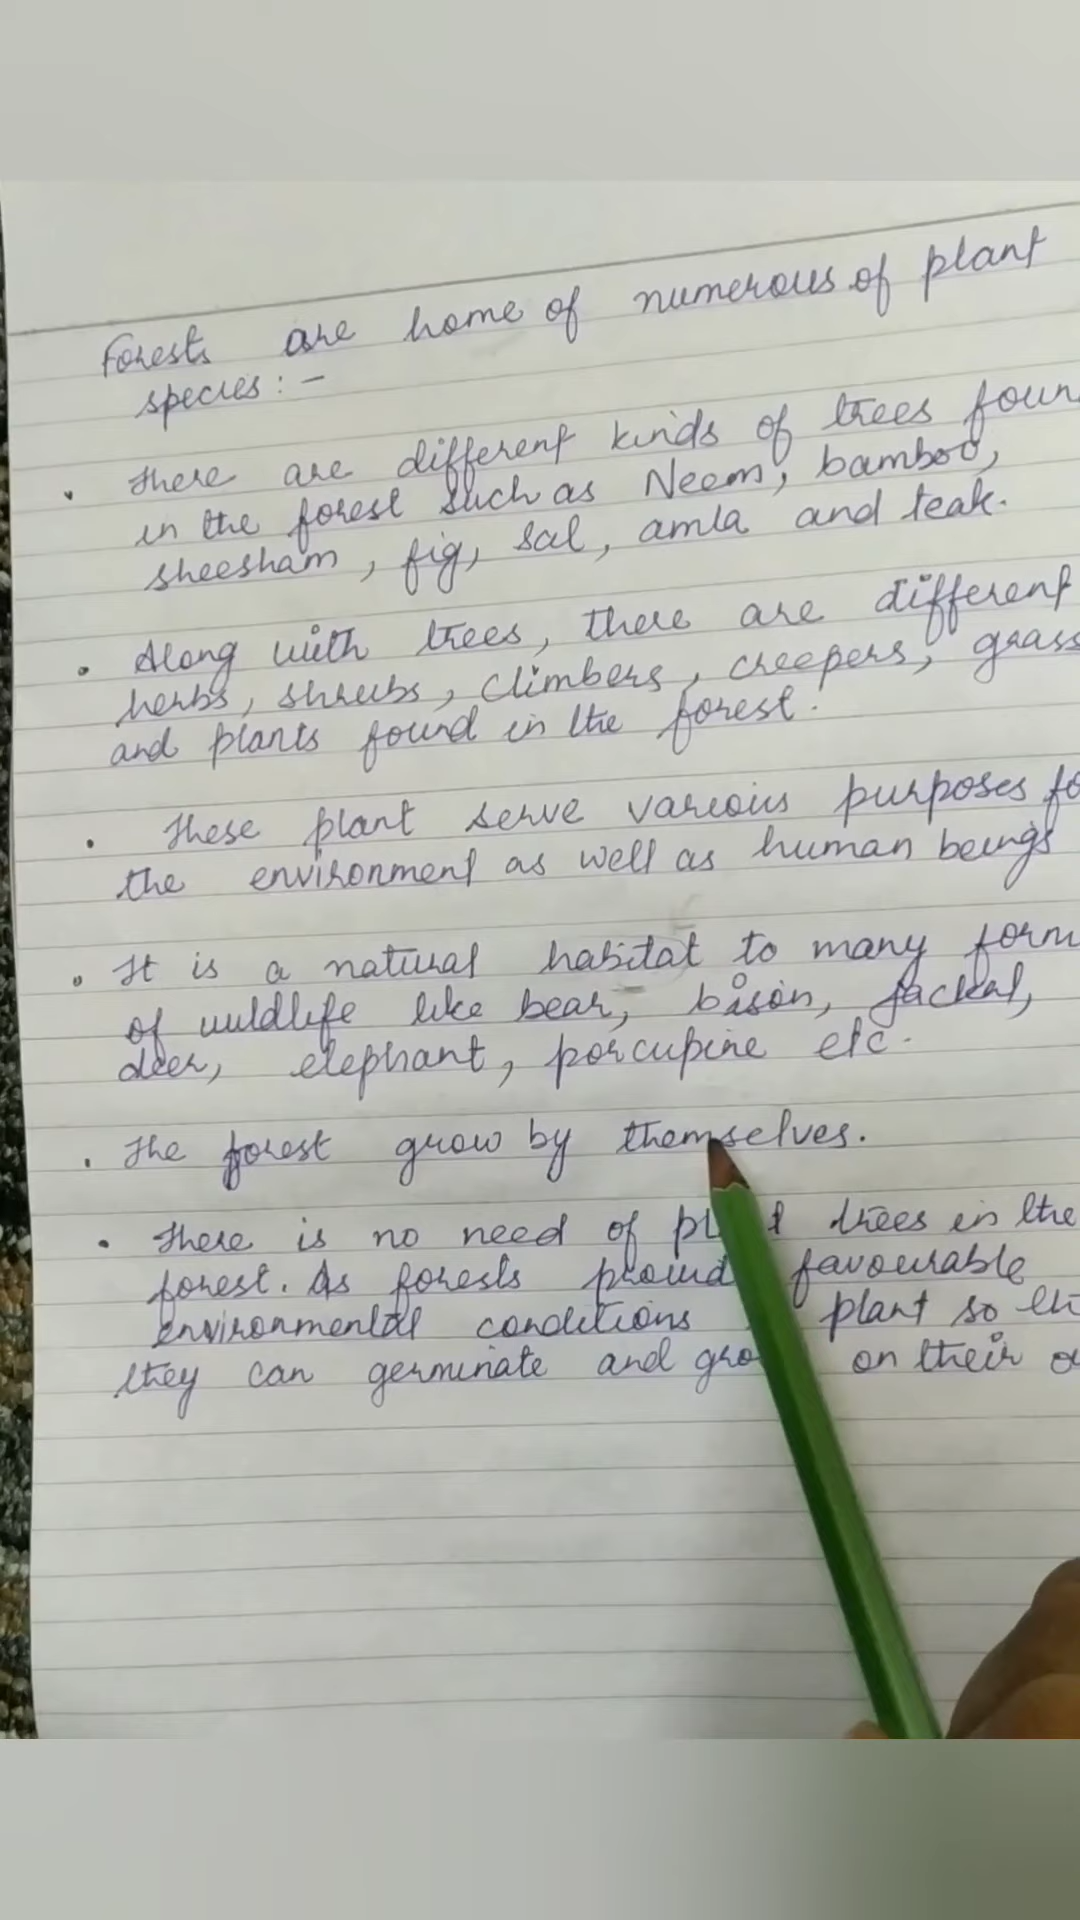 Forests are home of numerous of plant
species:-
• There are different kinds of trees foun
in the forest such as Neem, bamboo,
sheesham, fig, sal, amla and teak.
• Along with trees, there are different
herbs, shrubs, climbers, creepers, grass
and plants found in the forest.
• These plant serve various purposes fo
the environment as well as human beings
• It is a natural habitat to many form
of wildlife like bear, bison, jackal,
deer, elephant, porcupine etc.
• The forest grow by themselves.
• There is no need of trees in the
forest. As forests favourable
environmental conditions plant so
they can germinate and on their